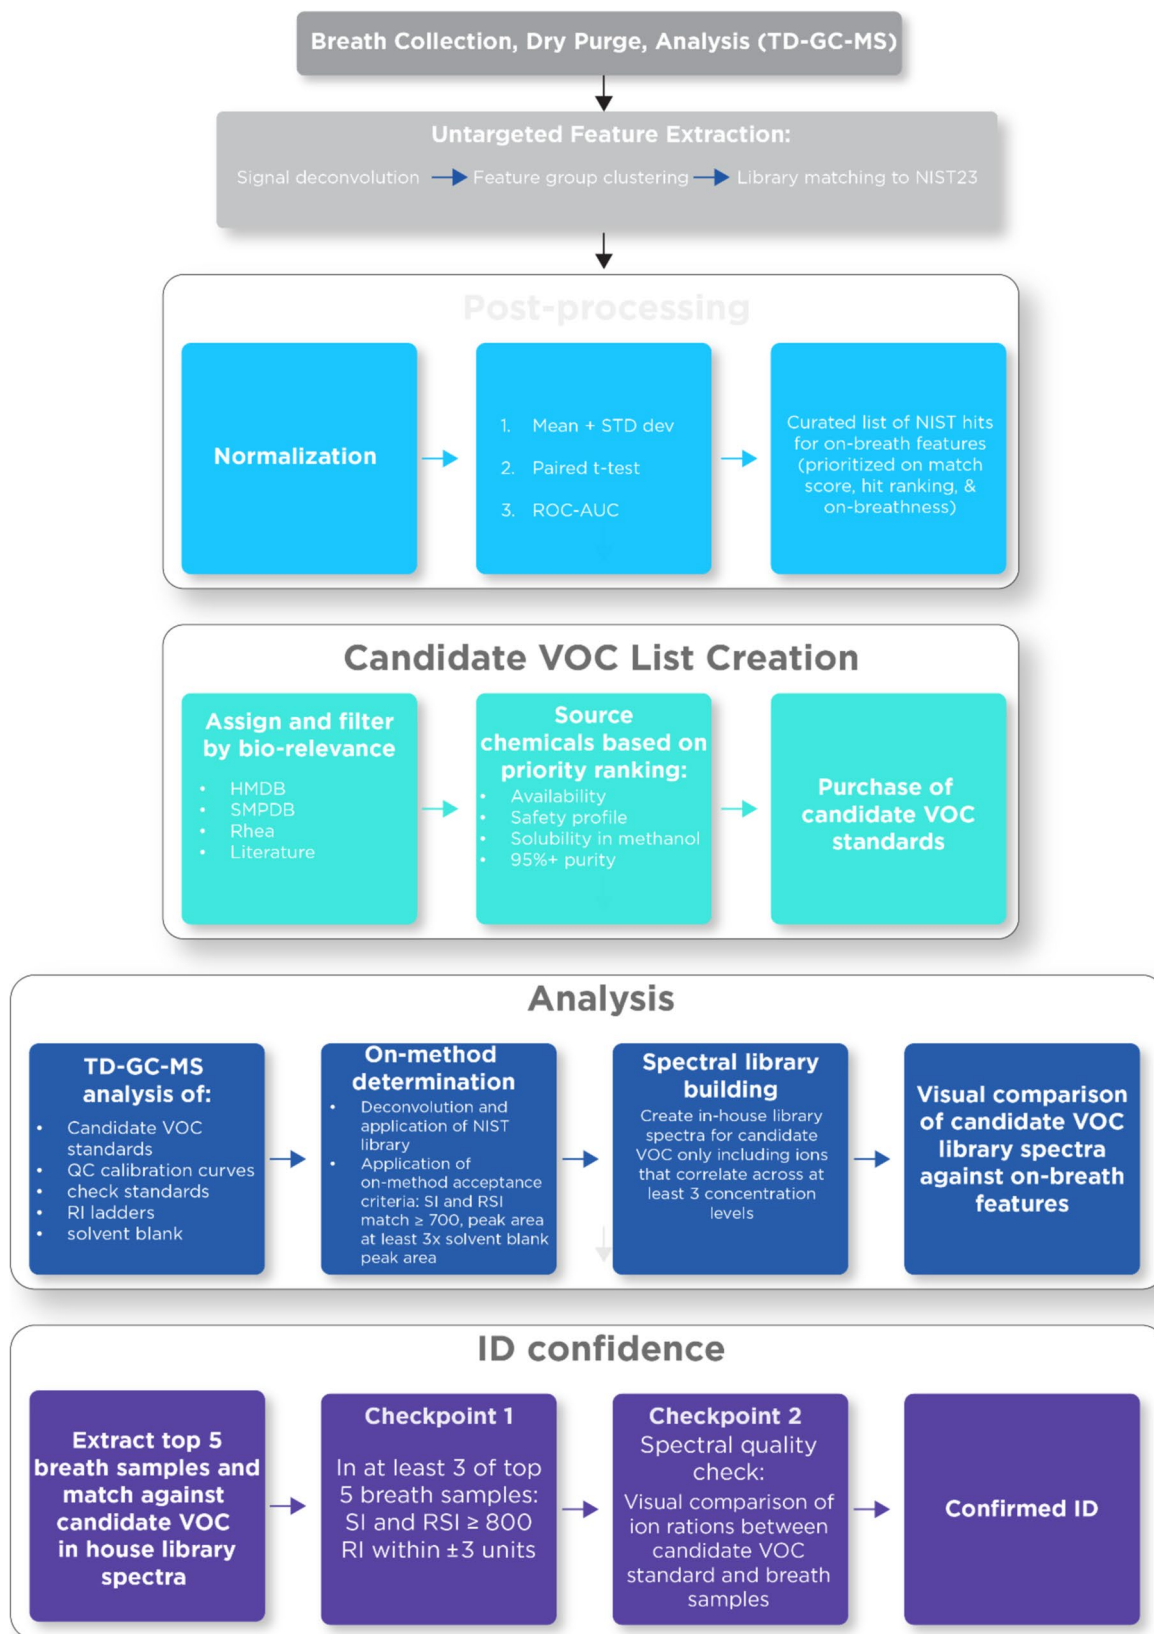 Breath Collection, Dry Purge, Analysis (TD-GC-MS)
Untargeted Feature Extraction:
Signal deconvolution
Feature group clustering
Library matching to NIST23
Post-processing
Normalization
1. Mean + STD dev
2. Paired t-test
3. ROC-AUC
Curated list of NIST hits
for on-breath features
(prioritized on match
score, hit ranking, &
on-breathness)
Candidate VOC List Creation
Assign and filter
by bio-relevance
• HMDB
• SMPDB
• Rhea
• Literature
Source
chemicals based on
priority ranking:
• Availability
• Safety profile
• Solubility in methanol
• 95%+ purity
Purchase of
candidate VOC
standards
Analysis
TD-GC-MS
analysis of:
• Candidate VOC
standards
• QC calibration curves
• check standards
• RI ladders
• solvent blank
On-method
determination
• Deconvolution and
application of NIST
library
• Application of
on-method acceptance
criteria: SI and RSI
match ≥ 700, peak area
at least 3x solvent blank
peak area
Spectral library
building
Create in-house library
spectra for candidate
VOC only including ions
that correlate across at
least 3 concentration
levels
Visual comparison
of candidate VOC
library spectra
against on-breath
features
ID confidence
Extract top 5
breath samples and
match against
candidate VOC
in house library
spectra
Checkpoint 1
In at least 3 of top
5 breath samples:
SI and RSI ≥ 800
RI within ±3 units
Checkpoint 2
Spectral quality
check:
Visual comparison of
ion rations between
candidate VOC
standard and breath
samples
Confirmed ID